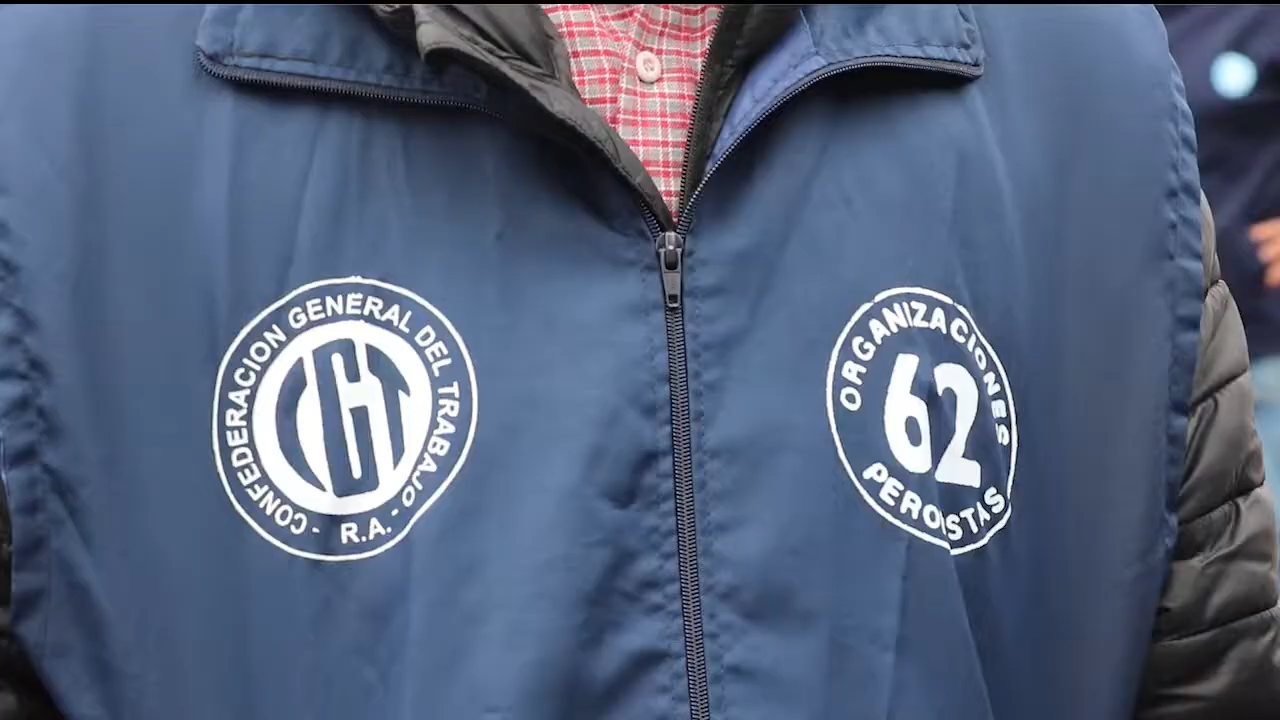 CONFEDERACION GENERAL DEL TRABAJO
CGT
- R.A. -
ORGANIZACIONES
62
PERONISTAS